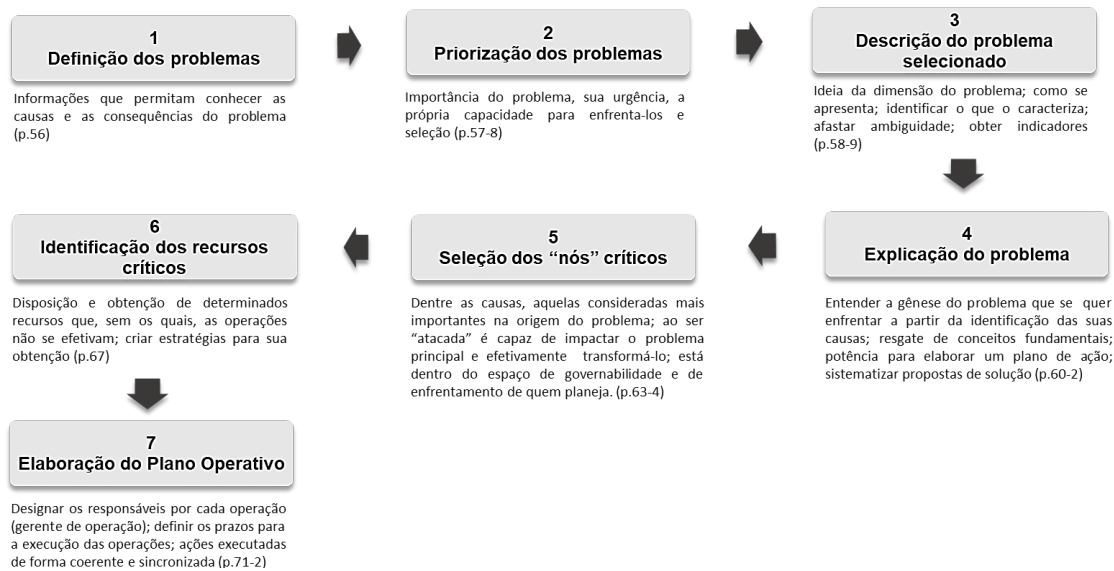 1
Definição dos problemas
Informações que permitam conhecer as
causas e as consequências do problema
(p.56)
2
Priorização dos problemas
Importância do problema, sua urgência, a
própria capacidade para enfrenta-los e
seleção (p.57-8)
3
Descrição do problema
selecionado
Ideia da dimensão do problema; como se
apresenta; identificar o que o caracteriza;
afastar ambiguidade; obter indicadores
(p.58-9)
4
Explicação do problema
Entender a gênese do problema que se quer
enfrentar a partir da identificação das suas
causas; resgate de conceitos fundamentais;
potência para elaborar um plano de ação;
sistematizar propostas de solução (p.60-2)
5
Seleção dos “nós” críticos
Dentre as causas, aquelas consideradas mais
importantes na origem do problema; ao ser
“atacada” é capaz de impactar o problema
principal e efetivamente transformá-lo; está
dentro do espaço de governabilidade e de
enfrentamento de quem planeja. (p.63-4)
6
Identificação dos recursos
críticos
Disposição e obtenção de determinados
recursos que, sem os quais, as operações
não se efetivam; criar estratégias para sua
obtenção (p.67)
7
Elaboração do Plano Operativo
Designar os responsáveis por cada operação
(gerente de operação); definir os prazos para
a execução das operações; ações executadas
de forma coerente e sincronizada (p.71-2)